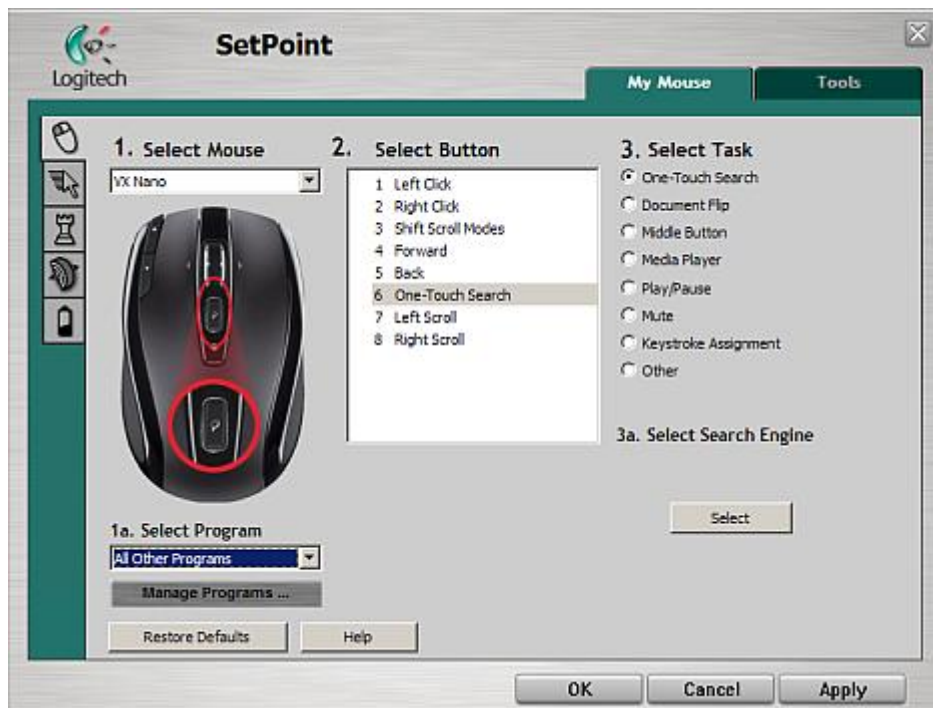 Logitech
SetPoint
My Mouse
Tools
1. Select Mouse
VX Nano
1a. Select Program
All Other Programs
Manage Programs ...
Restore Defaults
Help
2. Select Button
1 Left Click
2 Right Click
3 Shift Scroll Modes
4 Forward
5 Back
6 One-Touch Search
7 Left Scroll
8 Right Scroll
3. Select Task
One-Touch Search
Document Flip
Middle Button
Media Player
Play/Pause
Mute
Keystroke Assignment
Other
3a. Select Search Engine
Select
OK
Cancel
Apply